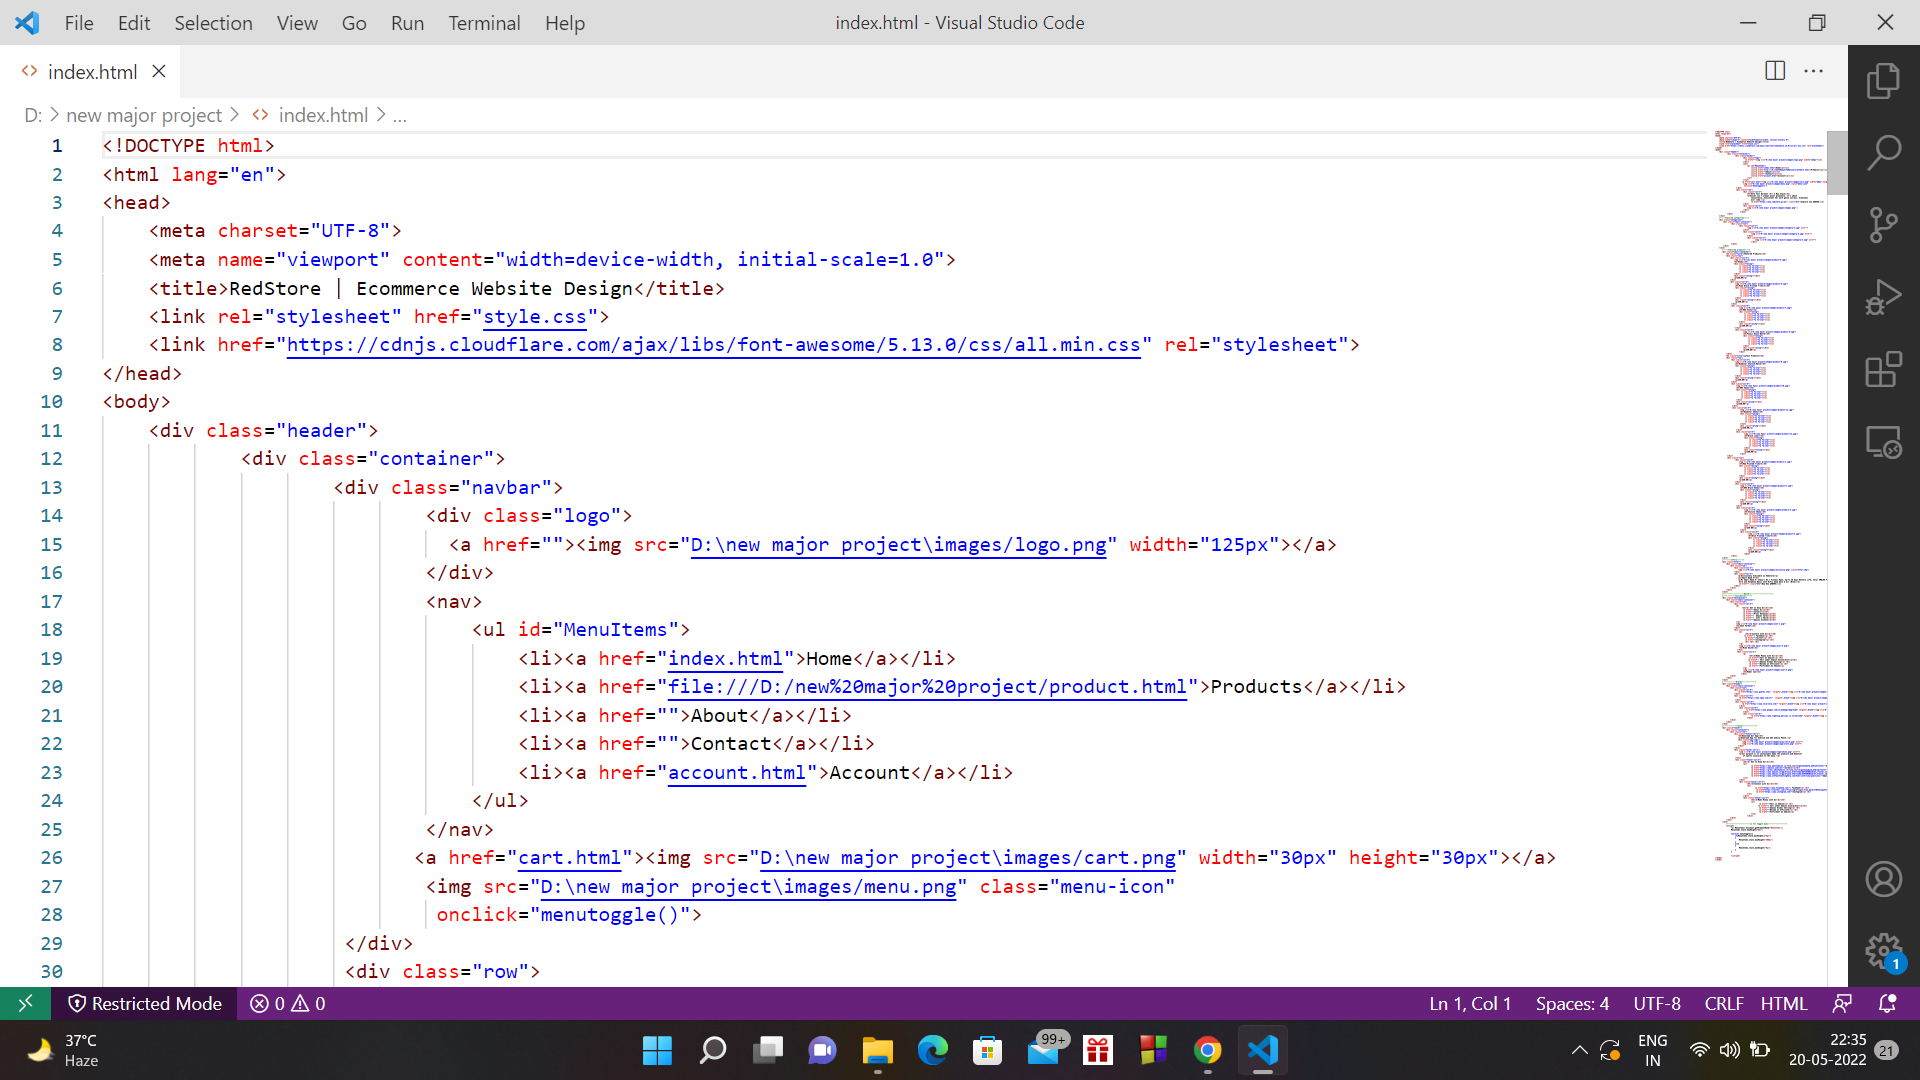 File Edit Selection View Go Run Terminal Help index.html - Visual Studio Code
index.html
D: > new major project > index.html > ...
1 <!DOCTYPE html>
2 <html lang="en">
3 <head>
4 <meta charset="UTF-8">
5 <meta name="viewport" content="width=device-width, initial-scale=1.0">
6 <title>RedStore | Ecommerce Website Design</title>
7 <link rel="stylesheet" href="style.css">
8 <link href="https://cdnjs.cloudflare.com/ajax/libs/font-awesome/5.13.0/css/all.min.css" rel="stylesheet">
9 </head>
10 <body>
11 <div class="header">
12 <div class="container">
13 <div class="navbar">
14 <div class="logo">
15 <a href=""><img src="D:\new major project\images/logo.png" width="125px"></a>
16 </div>
17 <nav>
18 <ul id="MenuItems">
19 <li><a href="index.html">Home</a></li>
20 <li><a href="file:///D:/new%20major%20project/product.html">Products</a></li>
21 <li><a href="">About</a></li>
22 <li><a href="">Contact</a></li>
23 <li><a href="account.html">Account</a></li>
24 </ul>
25 </nav>
26 <a href="cart.html"><img src="D:\new major project\images/cart.png" width="30px" height="30px"></a>
27 <img src="D:\new major project\images/menu.png" class="menu-icon"
28 onclick="menutoggle()">
29 </div>
30 <div class="row">
1
Restricted Mode 0 0 Ln 1, Col 1 Spaces: 4 UTF-8 CRLF HTML
37°C
Haze
99+
ENG
IN
22:35
20-05-2022
21